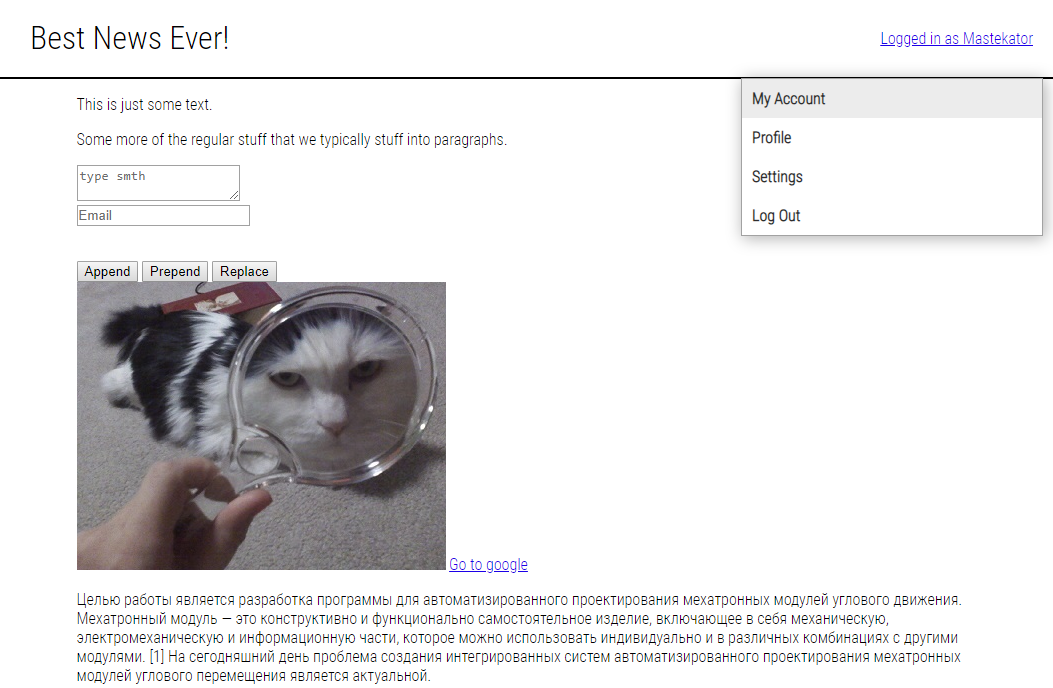 Best News Ever!
Logged in as Mastekator
My Account
Profile
Settings
Log Out
This is just some text.
Some more of the regular stuff that we typically stuff into paragraphs.
type smth
Email
Append Prepend Replace
Go to google
Целью работы является разработка программы для автоматизированного проектирования мехатронных модулей углового движения.
Мехатронный модуль — это конструктивно и функционально самостоятельное изделие, включающее в себя механическую,
электромеханическую и информационную части, которое можно использовать индивидуально и в различных комбинациях с другими
модулями. [1] На сегодняшний день проблема создания интегрированных систем автоматизированного проектирования мехатронных
модулей углового перемещения является актуальной.